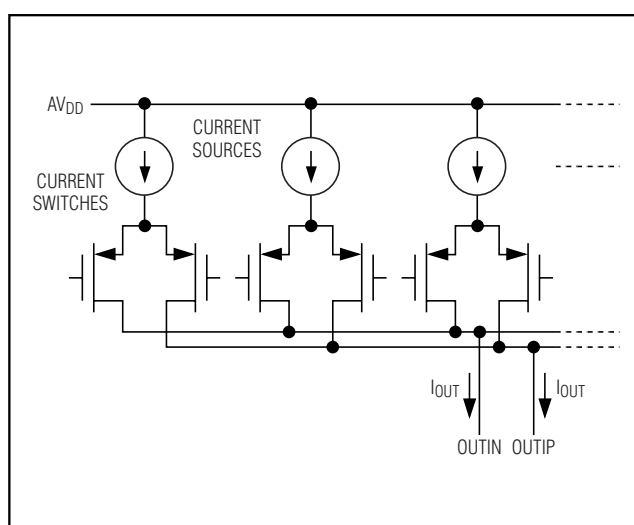 AVDD
CURRENT
SOURCES
CURRENT
SWITCHES
IOUT
IOUT
OUTIN
OUTIP